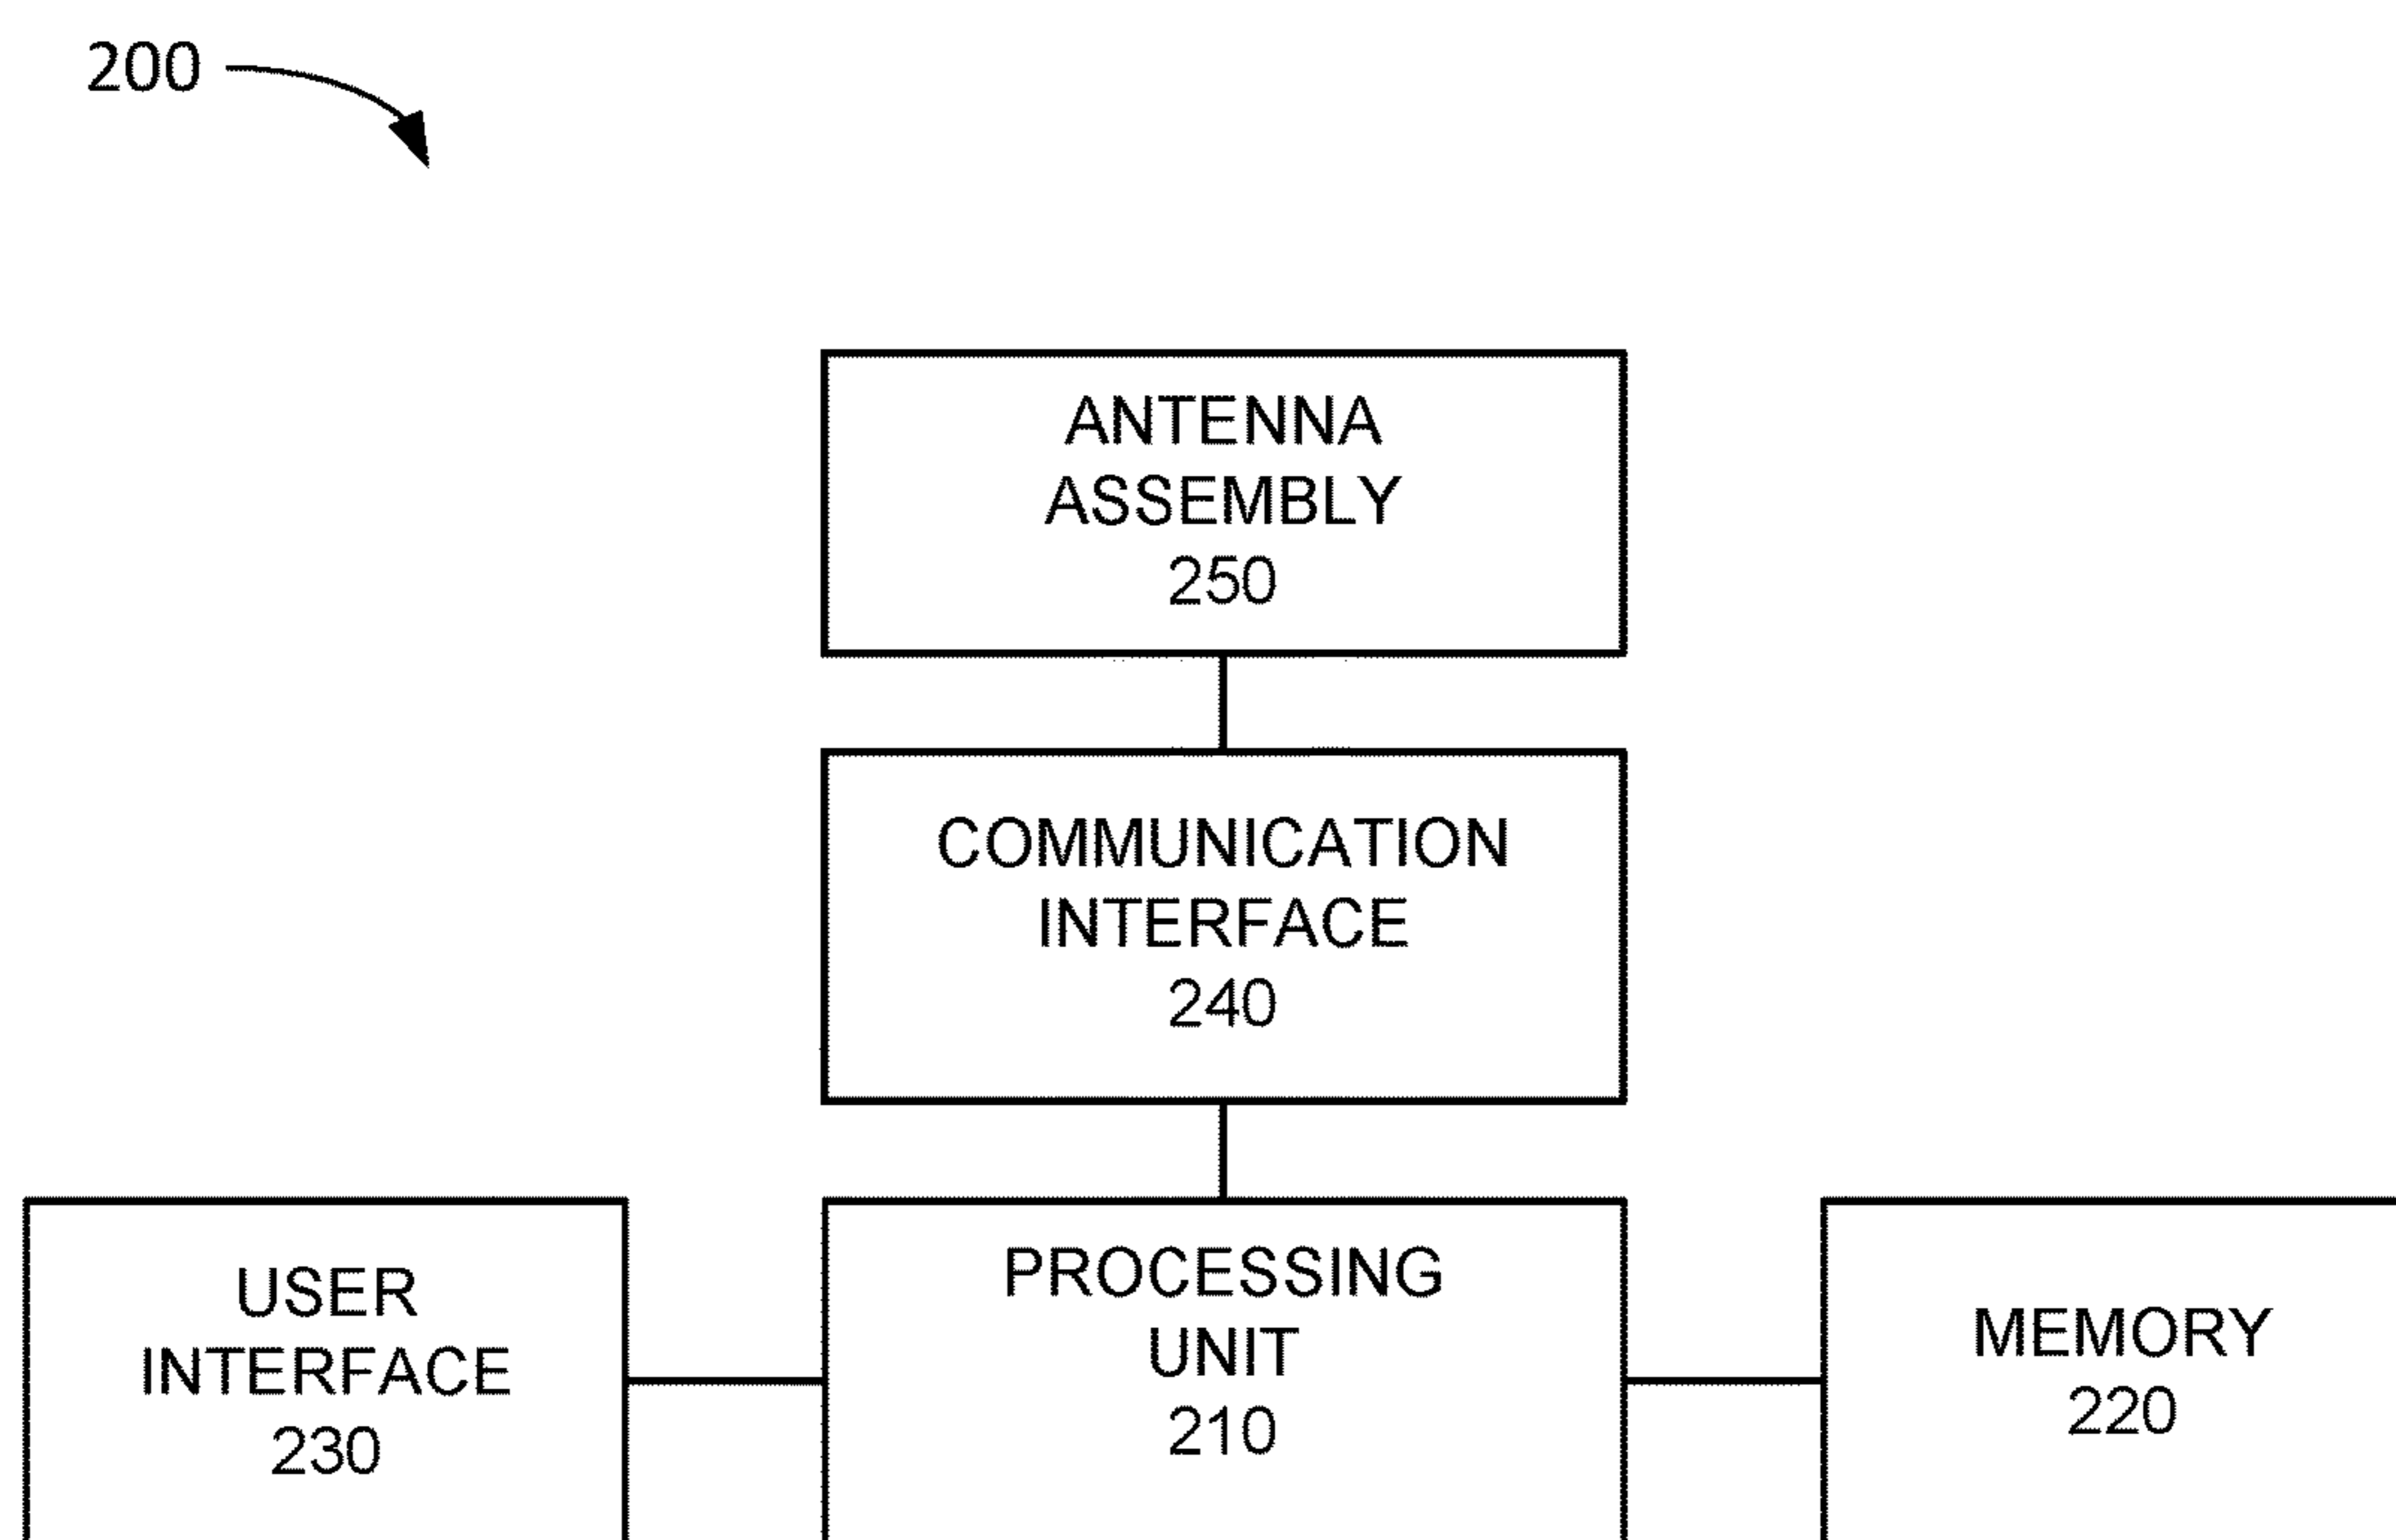 200
ANTENNA
ASSEMBLY
250
COMMUNICATION
INTERFACE
240
USER
INTERFACE
230
PROCESSING
UNIT
210
MEMORY
220